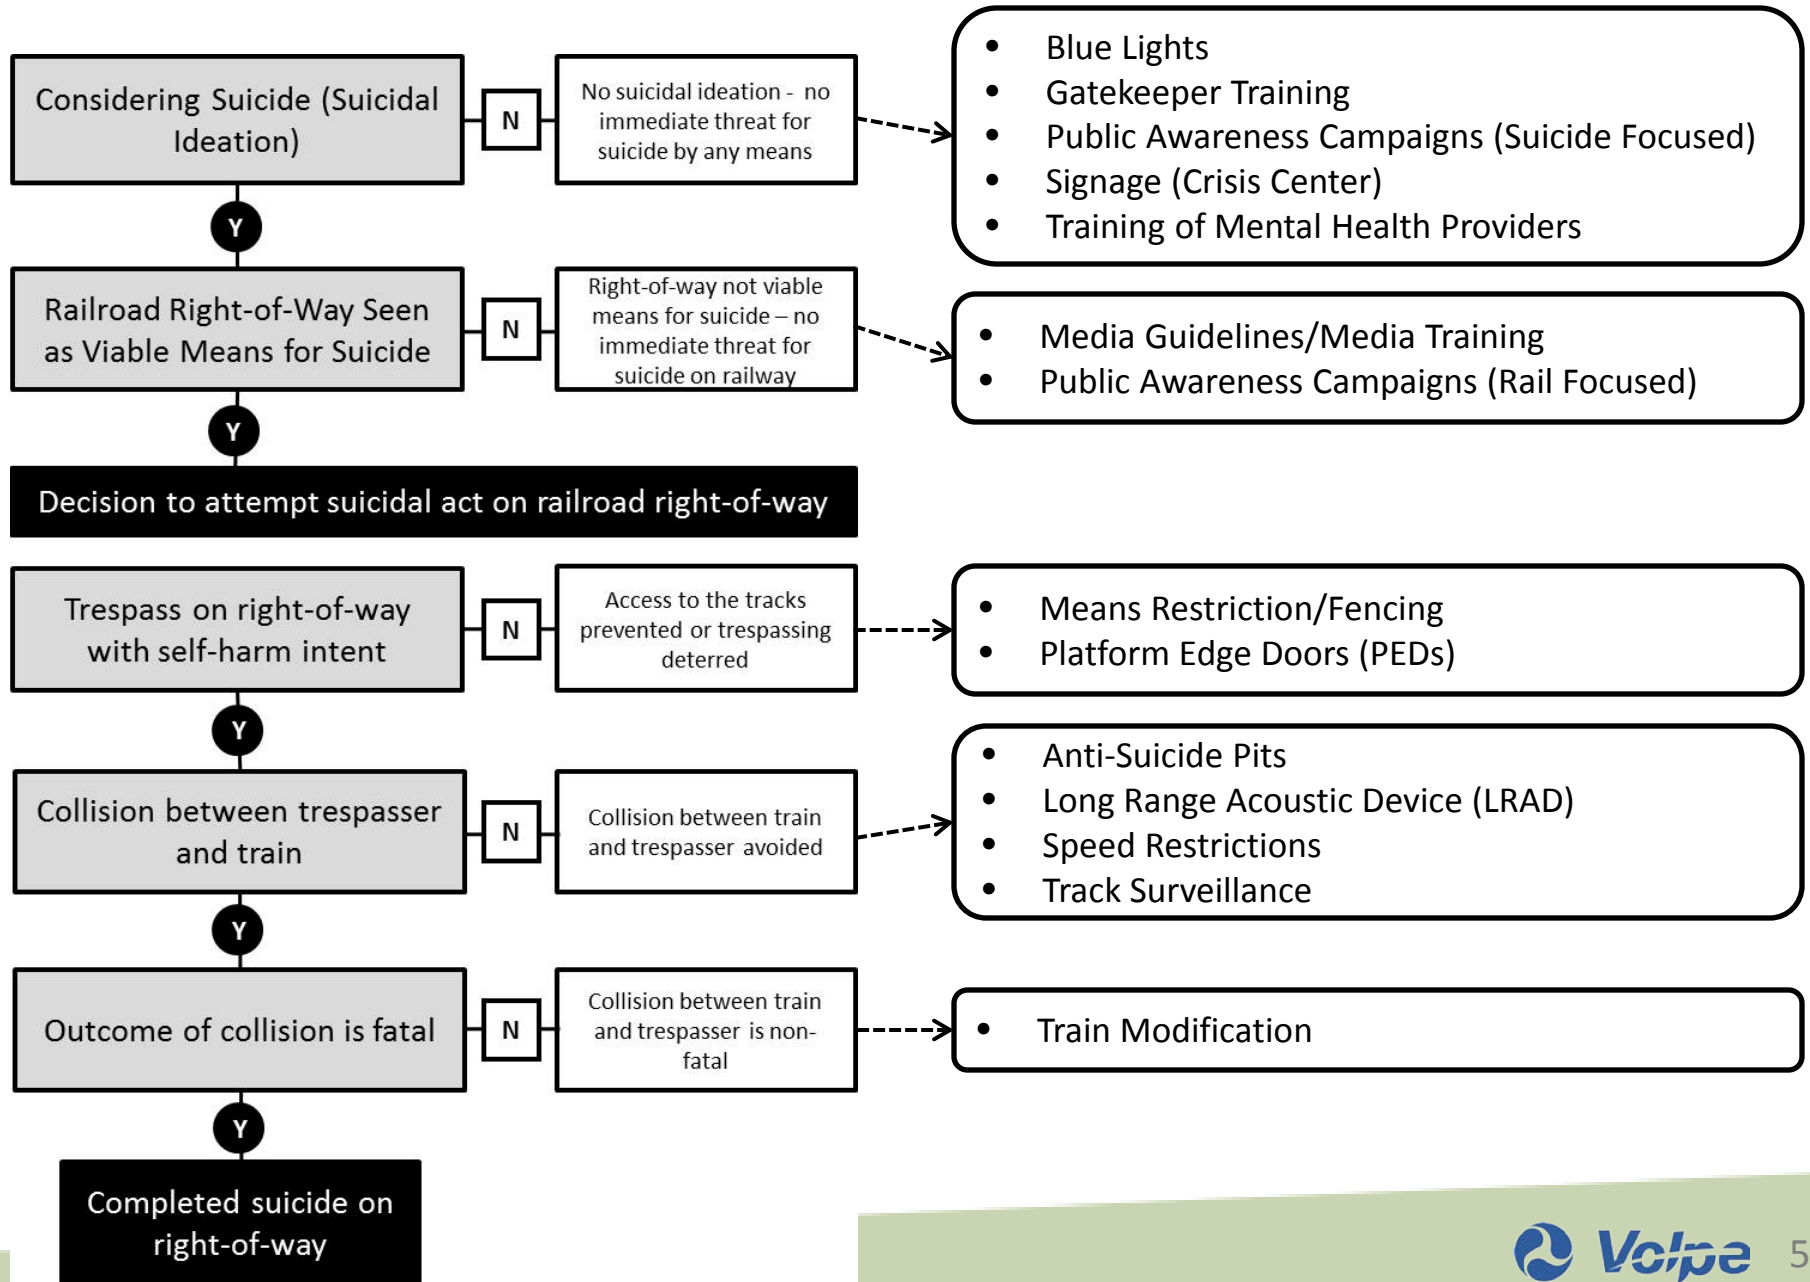 Considering Suicide (Suicidal
Ideation)
N
No suicidal ideation - no
immediate threat for
suicide by any means
• Blue Lights
• Gatekeeper Training
• Public Awareness Campaigns (Suicide Focused)
• Signage (Crisis Center)
• Training of Mental Health Providers
Y
Railroad Right-of-Way Seen
as Viable Means for Suicide
N
Right-of-way not viable
means for suicide – no
immediate threat for
suicide on railway
• Media Guidelines/Media Training
• Public Awareness Campaigns (Rail Focused)
Y
Decision to attempt suicidal act on railroad right-of-way
Trespass on right-of-way
with self-harm intent
N
Access to the tracks
prevented or trespassing
deterred
• Means Restriction/Fencing
• Platform Edge Doors (PEDs)
Y
Collision between trespasser
and train
N
Collision between train
and trespasser avoided
• Anti-Suicide Pits
• Long Range Acoustic Device (LRAD)
• Speed Restrictions
• Track Surveillance
Y
Outcome of collision is fatal
N
Collision between train
and trespasser is non-
fatal
• Train Modification
Y
Completed suicide on
right-of-way
Volpe
5